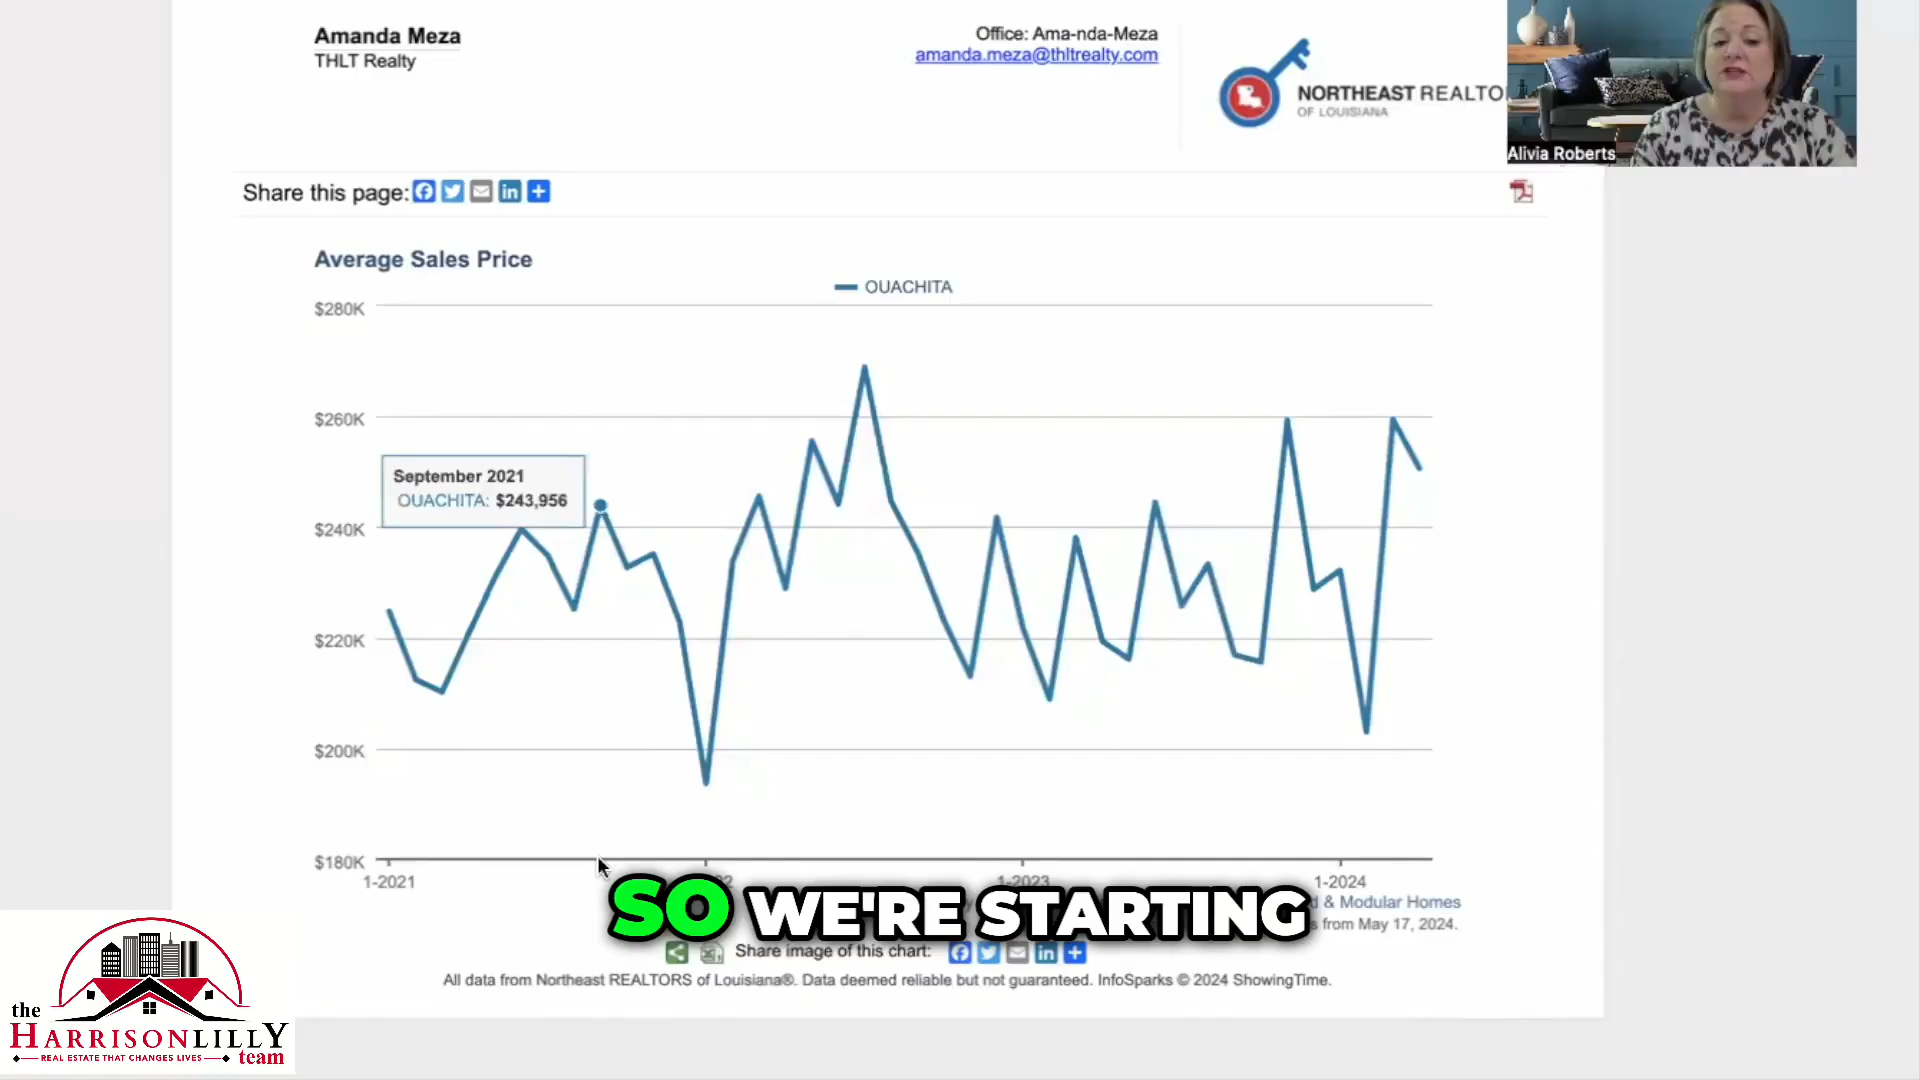 Amanda Meza
THLT Realty
Office: Ama-nda-Meza
amanda.meza@thltrealty.com
NORTHEAST REALTO
OF LOUISIANA
Alivia Roberts
Share this page:
Average Sales Price
OUACHITA
$280K
$260K
September 2021
OUACHITA: $243,956
$240K
$220K
$200K
$180K
1-2021
1-2023
1-2024
SO WE'RE STARTING
& Modular Homes
from May 17, 2024.
Share image of this chart:
All data from Northeast REALTORS of Louisiana®. Data deemed reliable but not guaranteed. InfoSparks © 2024 ShowingTime.
the
HARRISONLILLY
REAL ESTATE THAT CHANGES LIVES
team